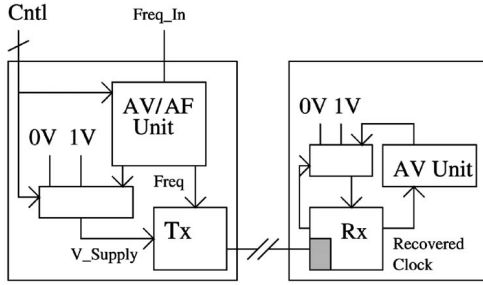 Cntl
Freq_In
AV/AF
Unit
0V 1V
Freq
Tx
V_Supply
0V 1V
AV Unit
Rx
Recovered
Clock